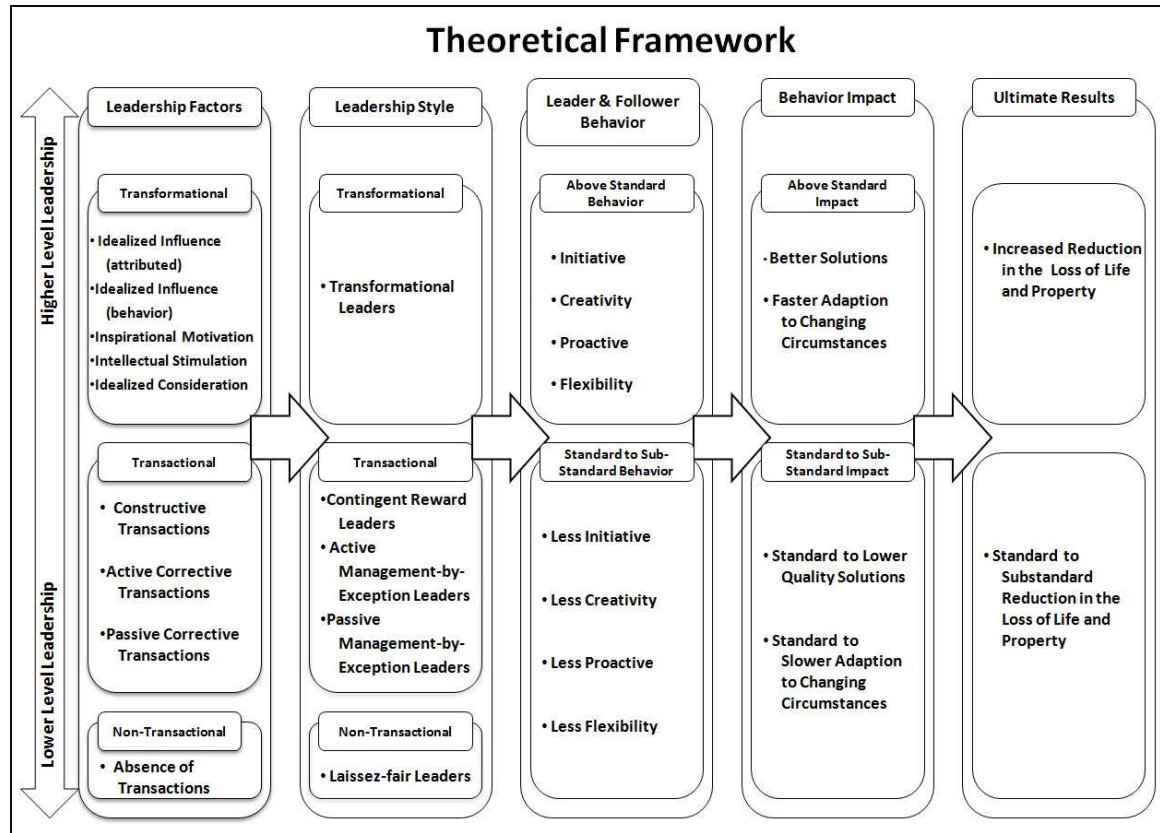 Theoretical Framework
Higher Level Leadership
Lower Level Leadership
Leadership Factors
Transformational
• Idealized Influence
(attributed)
• Idealized Influence
(behavior)
• Inspirational Motivation
• Intellectual Stimulation
• Idealized Consideration
Transactional
• Constructive
Transactions
• Active Corrective
Transactions
• Passive Corrective
Transactions
Non-Transactional
• Absence of
Transactions
Leadership Style
Transformational
• Transformational
Leaders
Transactional
• Contingent Reward
Leaders
• Active
Management-by-
Exception Leaders
• Passive
Management-by-
Exception Leaders
Non-Transactional
• Laissez-fair Leaders
Leader & Follower
Behavior
Above Standard
Behavior
• Initiative
• Creativity
• Proactive
• Flexibility
Standard to Sub-
Standard Behavior
• Less Initiative
• Less Creativity
• Less Proactive
• Less Flexibility
Behavior Impact
Above Standard
Impact
• Better Solutions
• Faster Adaption
to Changing
Circumstances
Standard to Sub-
Standard Impact
• Standard to Lower
Quality Solutions
• Standard to
Slower Adaption
to Changing
Circumstances
Ultimate Results
• Increased Reduction
in the Loss of Life
and Property
• Standard to
Substandard
Reduction in the
Loss of Life and
Property